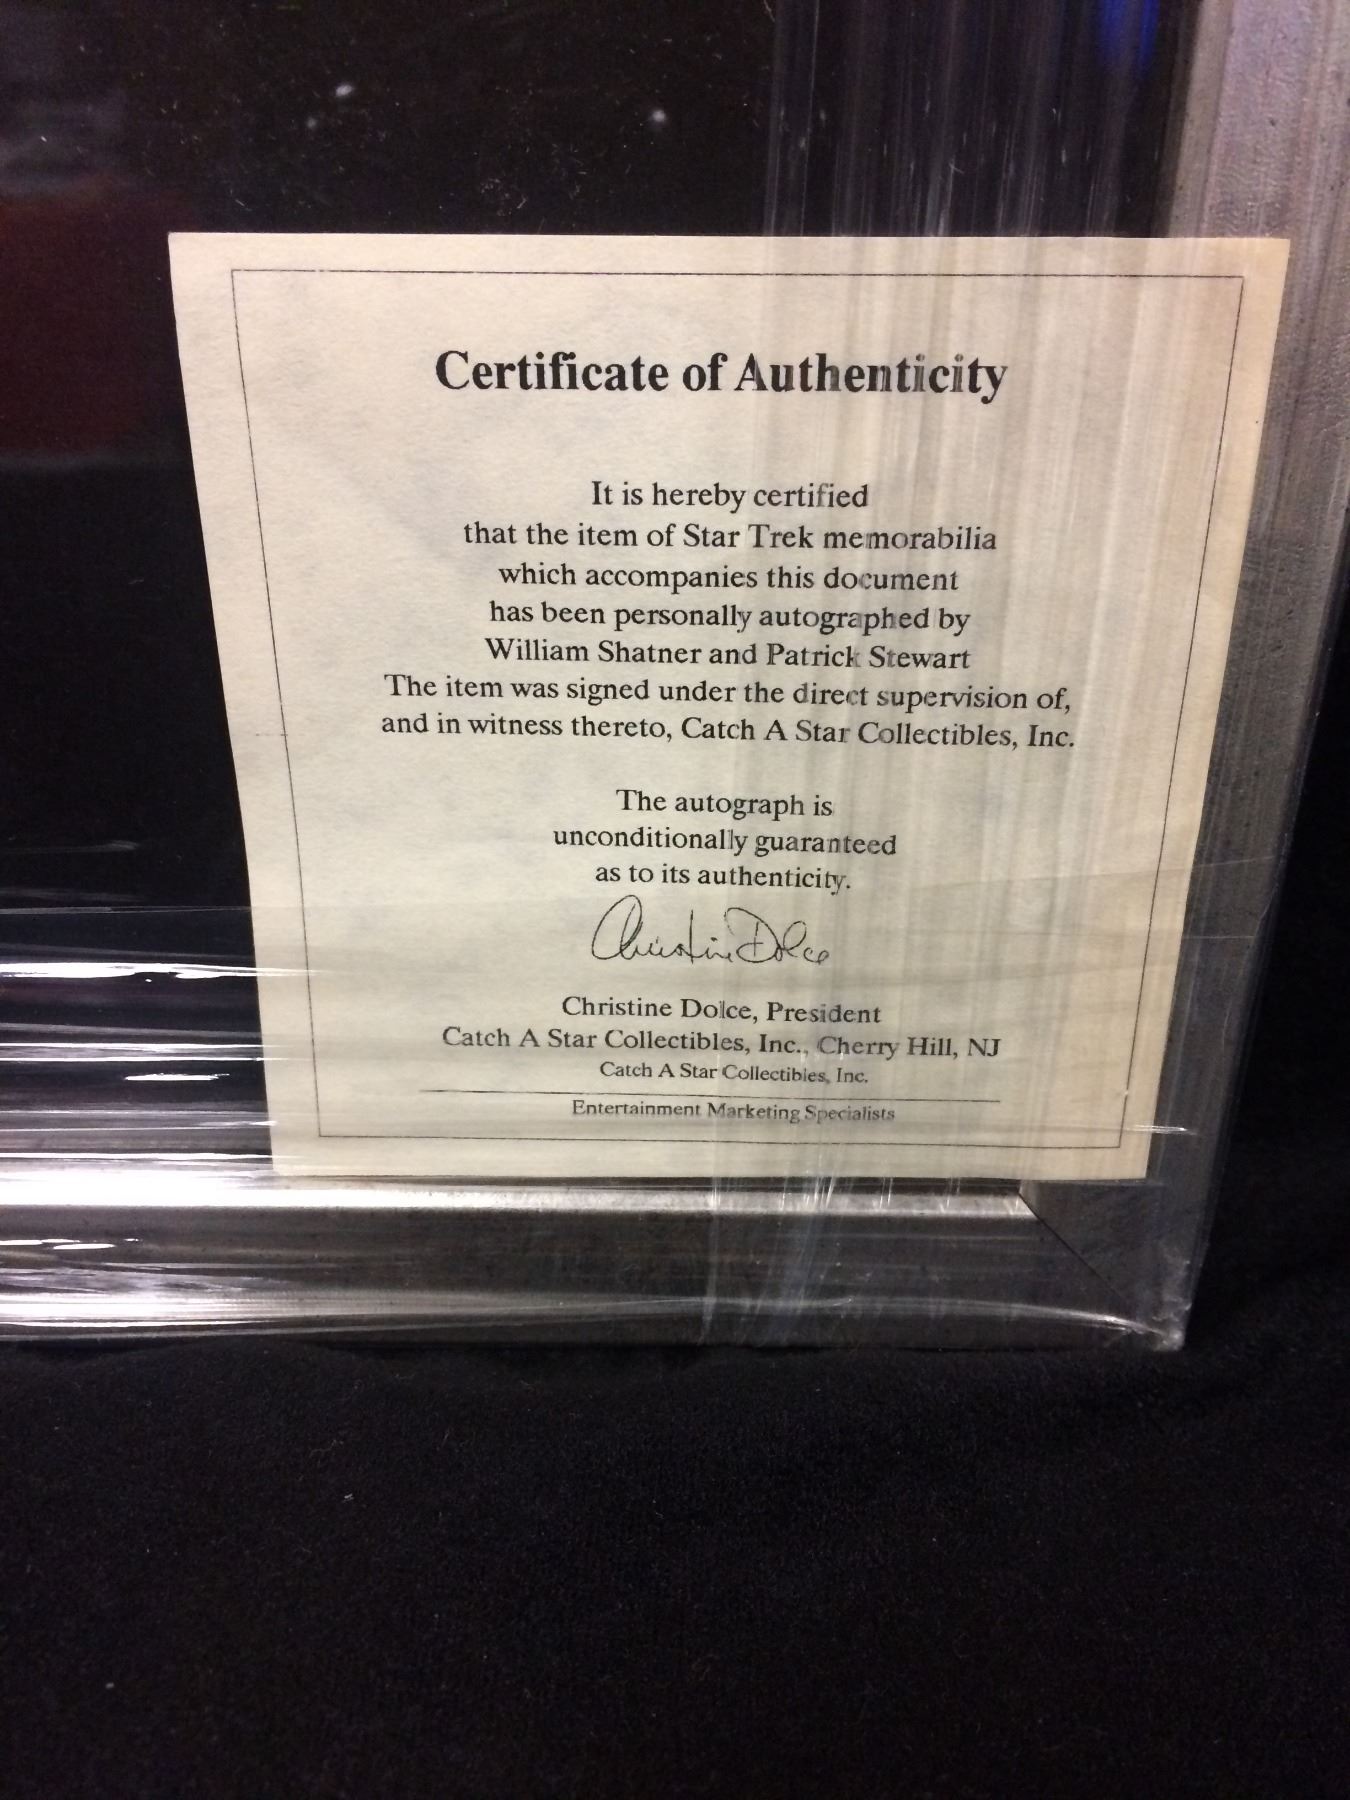 Certificate of Authenticity
It is hereby certified
that the item of Star Trek memorabilia
which accompanies this document
has been personally autographed by
William Shatner and Patrick Stewart
The item was signed under the direct supervision of,
and in witness thereto, Catch A Star Collectibles, Inc.
The autograph is
unconditionally guaranteed
as to its authenticity.
Christine Dolce
Christine Dolce, President
Catch A Star Collectibles, Inc., Cherry Hill, NJ
Catch A Star Collectibles, Inc.
Entertainment Marketing Specialists